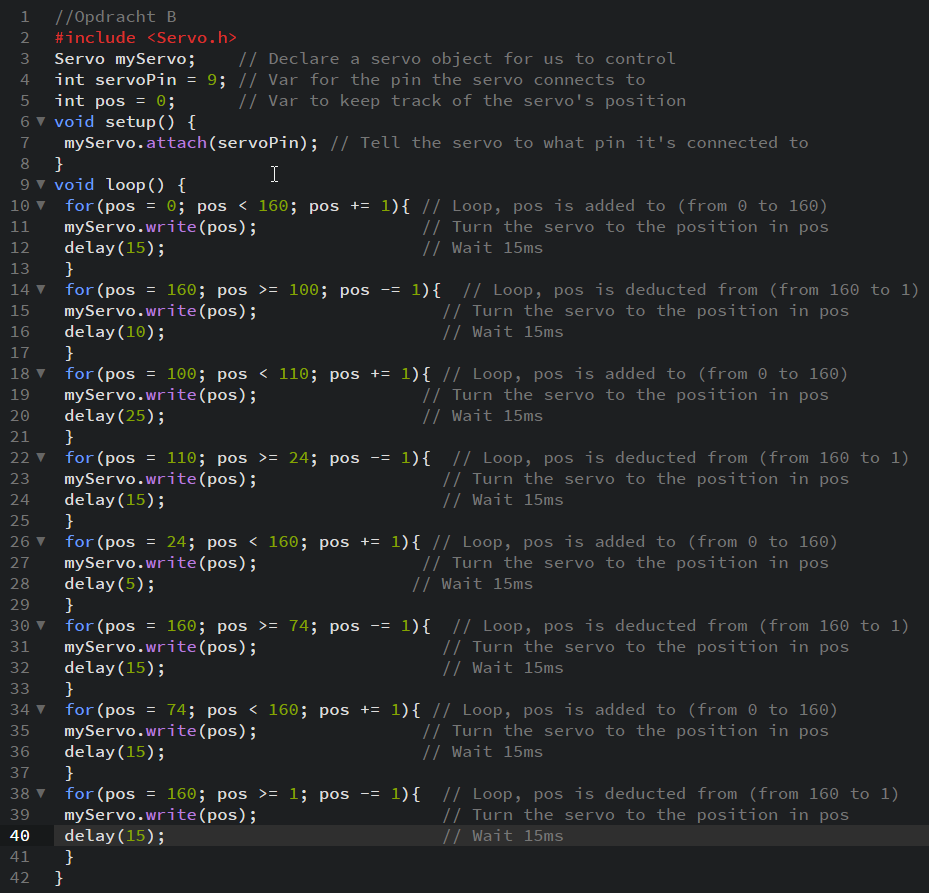 1 //Opdracht B
2 #include <Servo.h>
3 Servo myServo;    // Declare a servo object for us to control
4 int servoPin = 9; // Var for the pin the servo connects to
5 int pos = 0;      // Var to keep track of the servo's position
6 void setup() {
7  myServo.attach(servoPin); // Tell the servo to what pin it's connected to
8 }
9 void loop() {
10  for(pos = 0; pos < 160; pos += 1){ // Loop, pos is added to (from 0 to 160)
11  myServo.write(pos);                // Turn the servo to the position in pos
12  delay(15);                         // Wait 15ms
13  }
14  for(pos = 160; pos >= 100; pos -= 1){  // Loop, pos is deducted from (from 160 to 1)
15  myServo.write(pos);                  // Turn the servo to the position in pos
16  delay(10);                           // Wait 15ms
17  }
18  for(pos = 100; pos < 110; pos += 1){ // Loop, pos is added to (from 0 to 160)
19  myServo.write(pos);                // Turn the servo to the position in pos
20  delay(25);                         // Wait 15ms
21  }
22  for(pos = 110; pos >= 24; pos -= 1){  // Loop, pos is deducted from (from 160 to 1)
23  myServo.write(pos);                  // Turn the servo to the position in pos
24  delay(15);                           // Wait 15ms
25  }
26  for(pos = 24; pos < 160; pos += 1){ // Loop, pos is added to (from 0 to 160)
27  myServo.write(pos);                // Turn the servo to the position in pos
28  delay(5);                         // Wait 15ms
29  }
30  for(pos = 160; pos >= 74; pos -= 1){  // Loop, pos is deducted from (from 160 to 1)
31  myServo.write(pos);                  // Turn the servo to the position in pos
32  delay(15);                           // Wait 15ms
33  }
34  for(pos = 74; pos < 160; pos += 1){ // Loop, pos is added to (from 0 to 160)
35  myServo.write(pos);                // Turn the servo to the position in pos
36  delay(15);                         // Wait 15ms
37  }
38  for(pos = 160; pos >= 1; pos -= 1){  // Loop, pos is deducted from (from 160 to 1)
39  myServo.write(pos);                  // Turn the servo to the position in pos
40  delay(15);                           // Wait 15ms
41  }
42 }